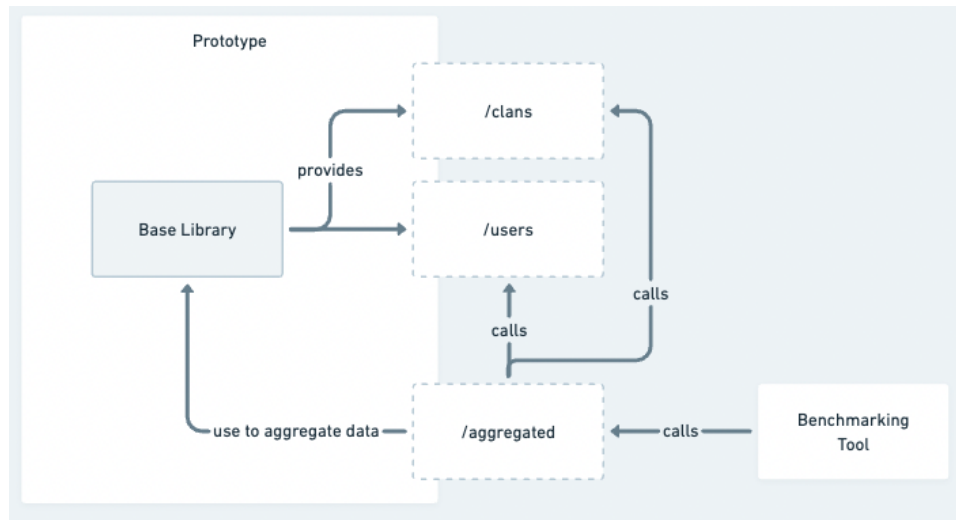 Prototype
/clans
provides
Base Library
/users
calls
calls
use to aggregate data
/aggregated
calls
Benchmarking
Tool